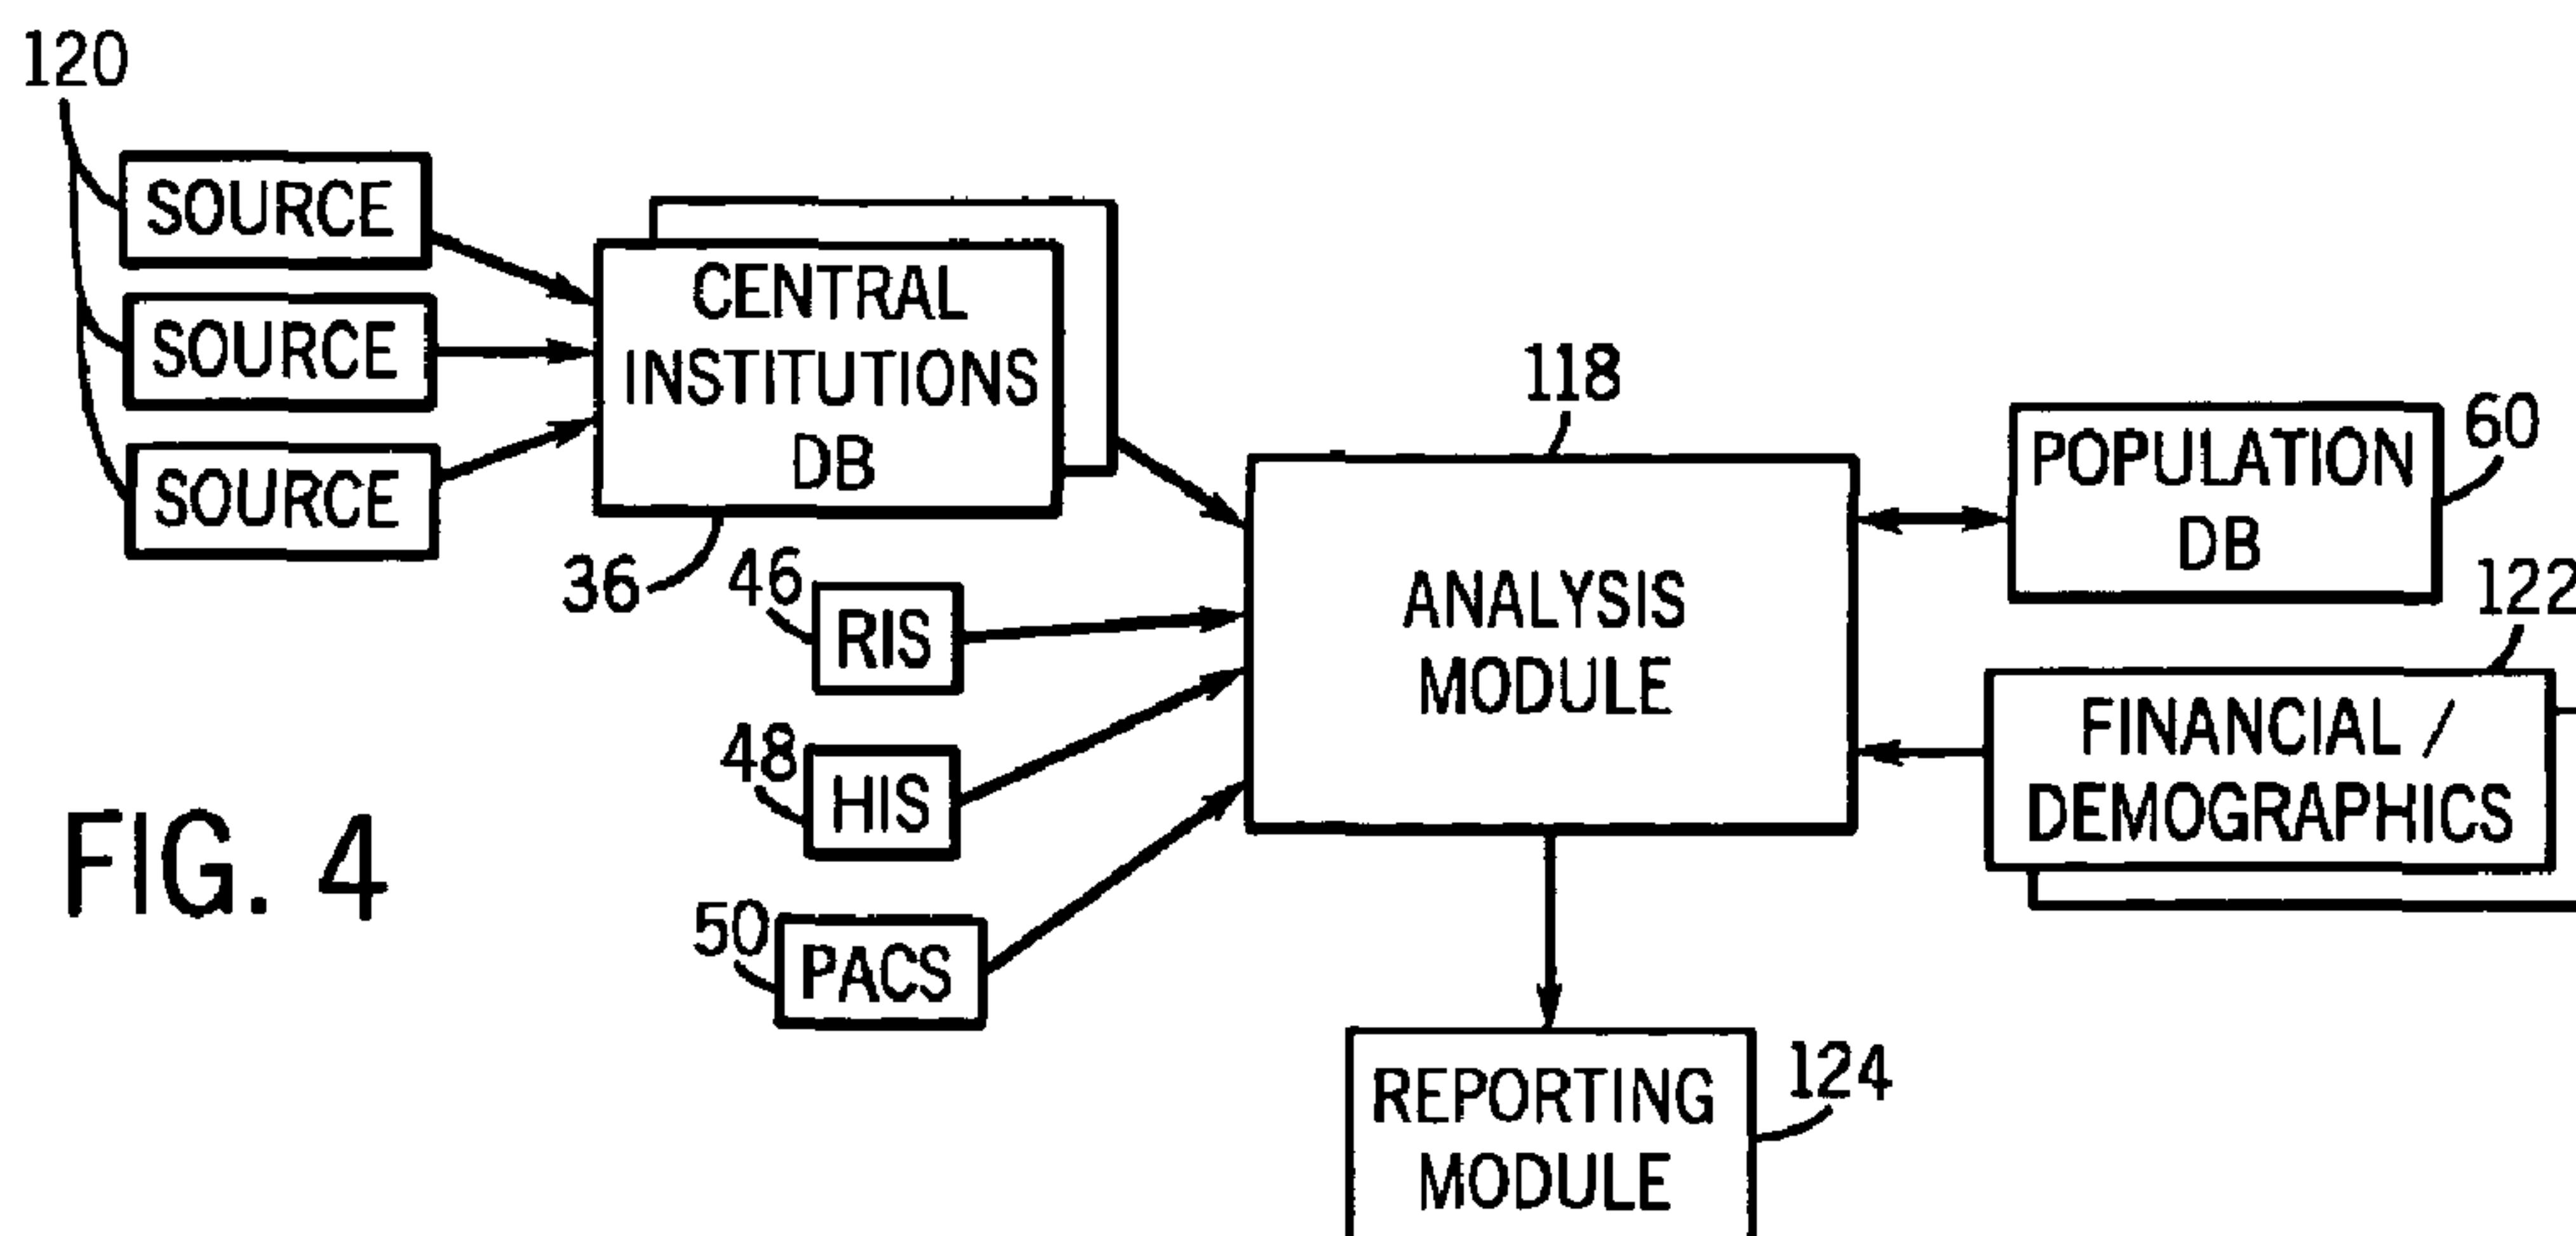 120
SOURCE
SOURCE
SOURCE
CENTRAL
INSTITUTIONS
DB
36
46
RIS
48
HIS
50
PACS
118
ANALYSIS
MODULE
POPULATION
DB
60
122
FINANCIAL /
DEMOGRAPHICS
REPORTING
MODULE
124
FIG. 4